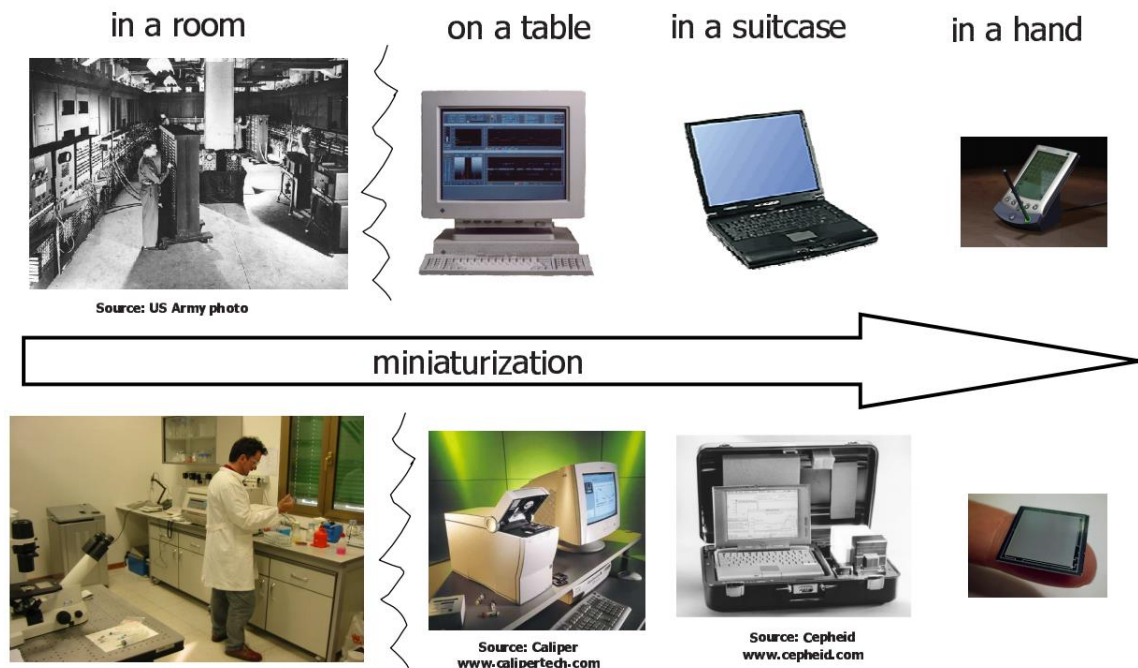 in a room
on a table
in a suitcase
in a hand
Source: US Army photo
miniaturization
Source: Caliper
www.calipertech.com
Source: Cepheid
www.cepheid.com